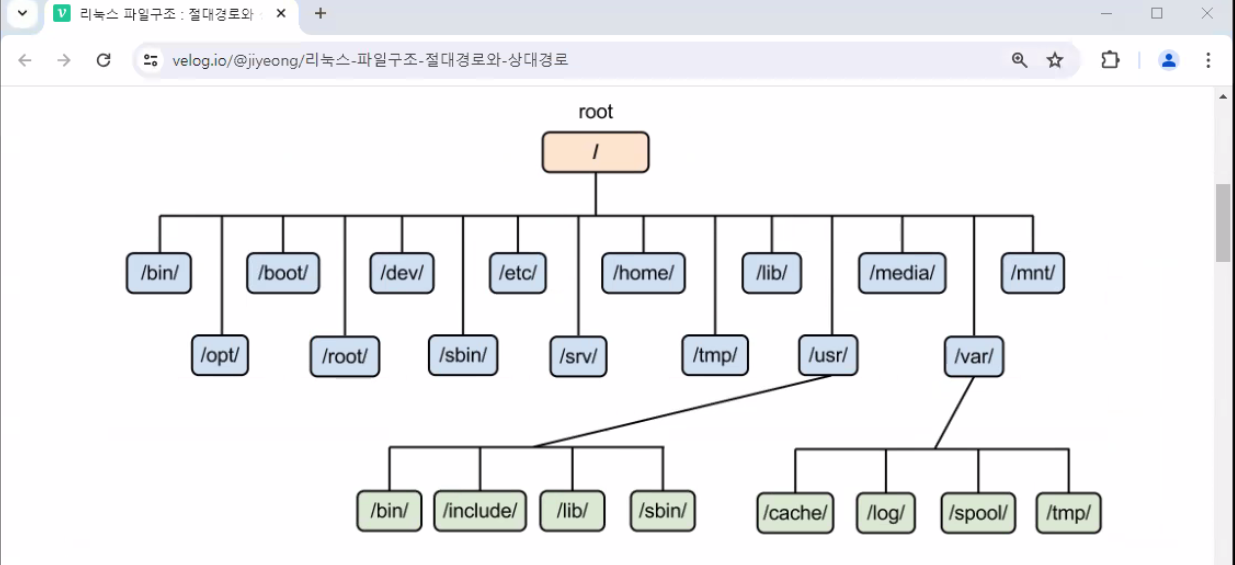 리눅스 파일구조 : 절대경로와
velog.io/@jiyeong/리눅스-파일구조-절대경로와-상대경로
root
/
/bin/ /boot/ /dev/ /etc/ /home/ /lib/ /media/ /mnt/
/opt/ /root/ /sbin/ /srv/ /tmp/ /usr/ /var/
/bin/ /include/ /lib/ /sbin/ /cache/ /log/ /spool/ /tmp/